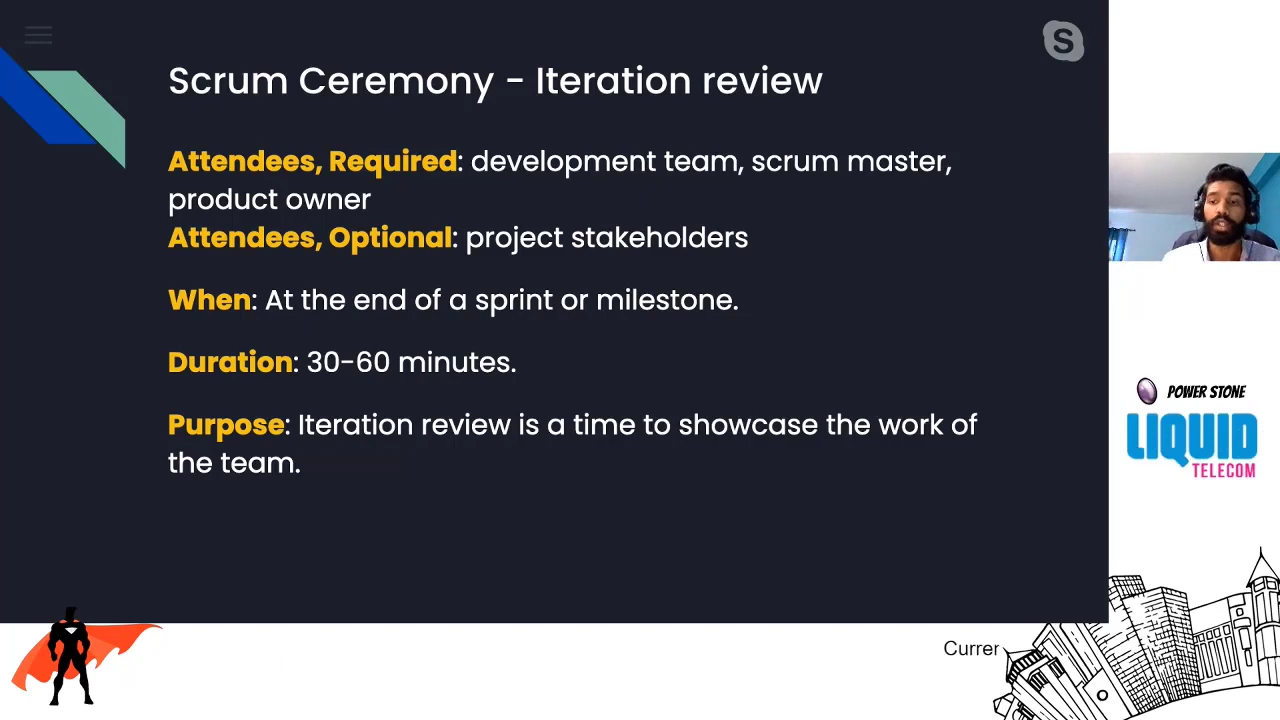 Scrum Ceremony - Iteration review
Attendees, Required: development team, scrum master,
product owner
Attendees, Optional: project stakeholders
When: At the end of a sprint or milestone.
Duration: 30-60 minutes.
Purpose: Iteration review is a time to showcase the work of
the team.
S
POWER STONE
LIQUID
TELECOM
Currer